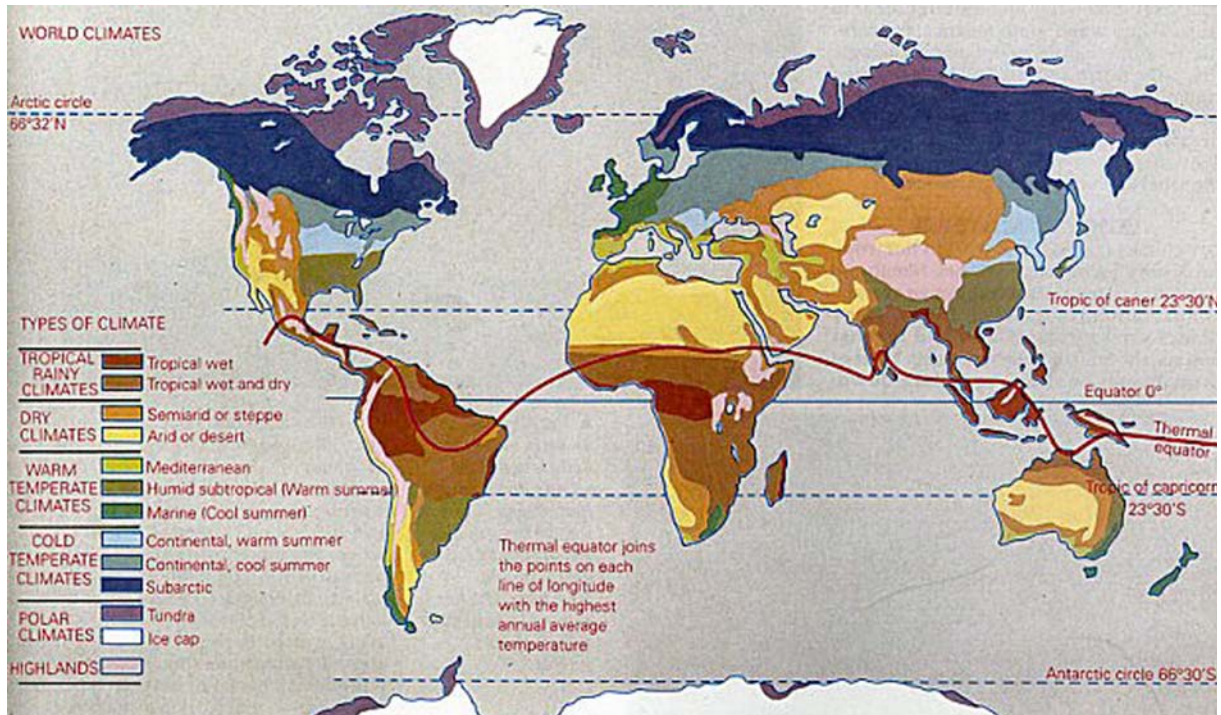 WORLD CLIMATES
Arctic circle
66°32'N
Tropic of caner 23°30'N
TYPES OF CLIMATE
TROPICAL
RAINY
CLIMATES
Tropical wet
Tropical wet and dry
DRY
CLIMATES
Semiarid or steppe
Arid or desert
WARM
TEMPERATE
CLIMATES
Mediterranean
Humid subtropical (Warm summer)
Marine (Cool summer)
COLD
TEMPERATE
CLIMATES
Continental, warm summer
Continental, cool summer
Subarctic
POLAR
CLIMATES
Tundra
Ice cap
HIGHLANDS
Equator 0°
Thermal
equator
Tropic of capricorn
23°30'S
Thermal equator joins
the points on each
line of longitude
with the highest
annual average
temperature
Antarctic circle 66°30'S